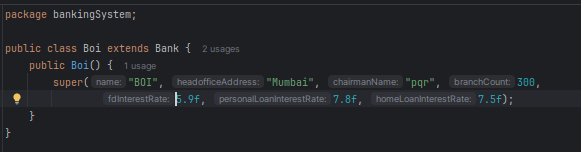 package bankingSystem;
public class Boi extends Bank { 2 usages
public Boi() { 1 usage
super( name: "BOI", headofficeAddress: "Mumbai", chairmanName: "pqr", branchCount: 300,
fdInterestRate: 5.9f, personalLoanInterestRate: 7.8f, homeLoanInterestRate: 7.5f);
}
}